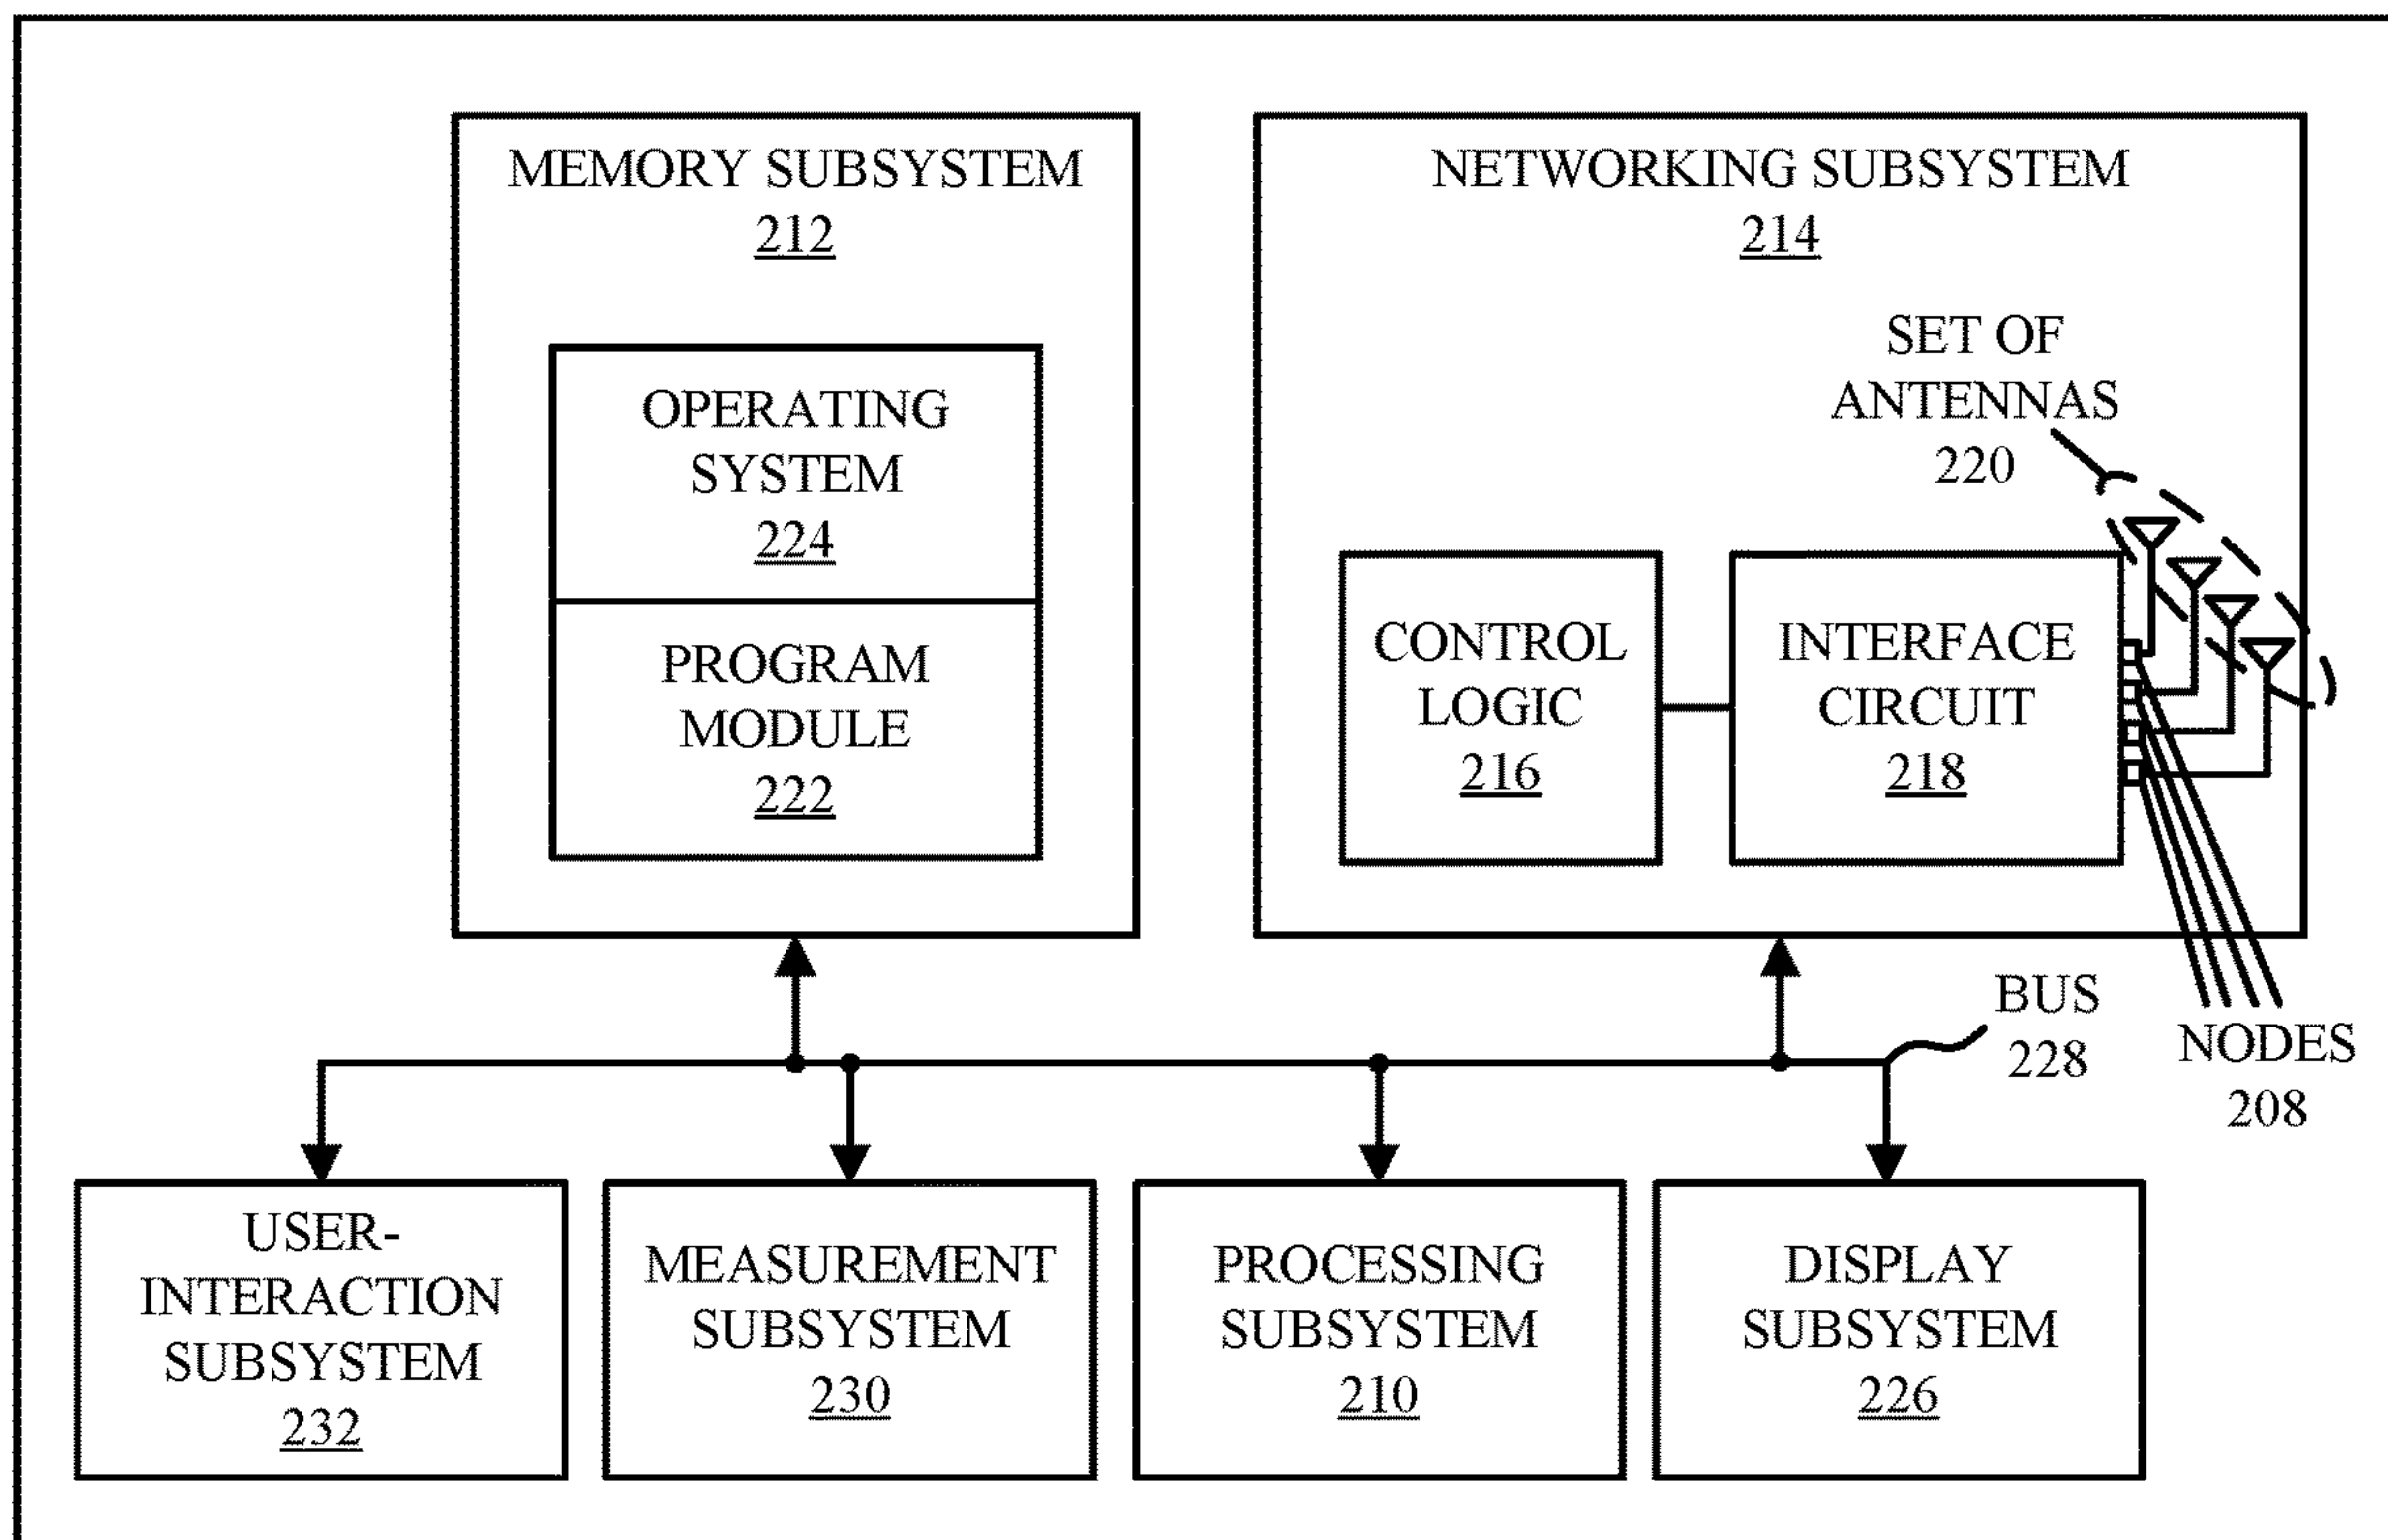 MEMORY SUBSYSTEM
212
OPERATING
SYSTEM
224
PROGRAM
MODULE
222
NETWORKING SUBSYSTEM
214
SET OF
ANTENNAS
220
CONTROL
LOGIC
216
INTERFACE
CIRCUIT
218
BUS
228
NODES
208
USER-
INTERACTION
SUBSYSTEM
232
MEASUREMENT
SUBSYSTEM
230
PROCESSING
SUBSYSTEM
210
DISPLAY
SUBSYSTEM
226